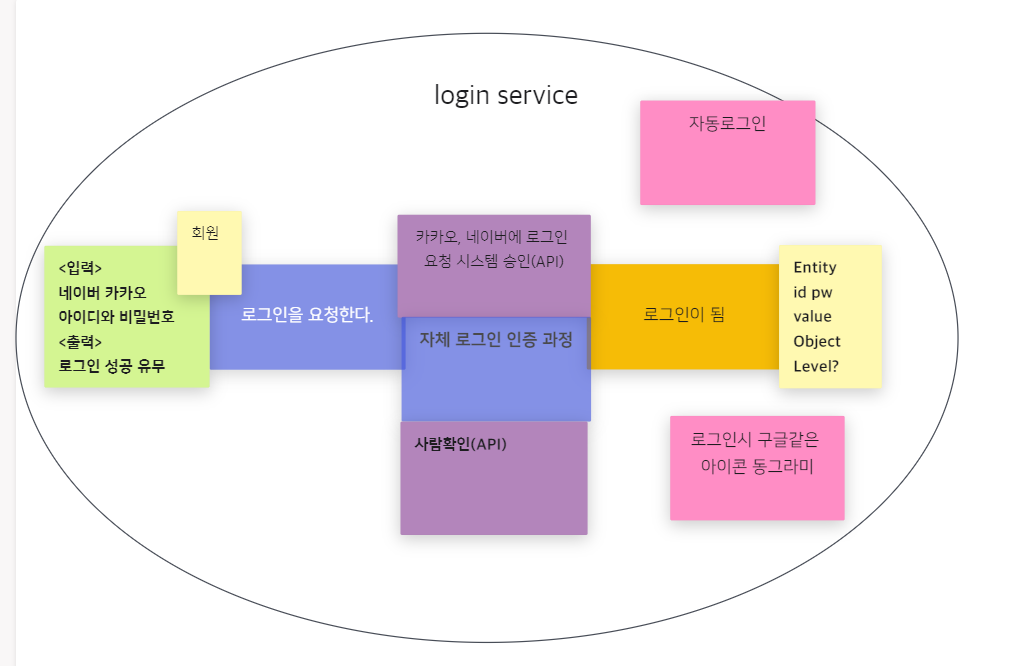 login service
자동로그인
회원
<입력>
네이버 카카오
아이디와 비밀번호
<출력>
로그인 성공 유무
로그인을 요청한다.
카카오, 네이버에 로그인
요청 시스템 승인(API)
자체 로그인 인증 과정
사람확인(API)
로그인이 됨
Entity
id pw
value
Object
Level?
로그인시 구글같은
아이콘 동그라미